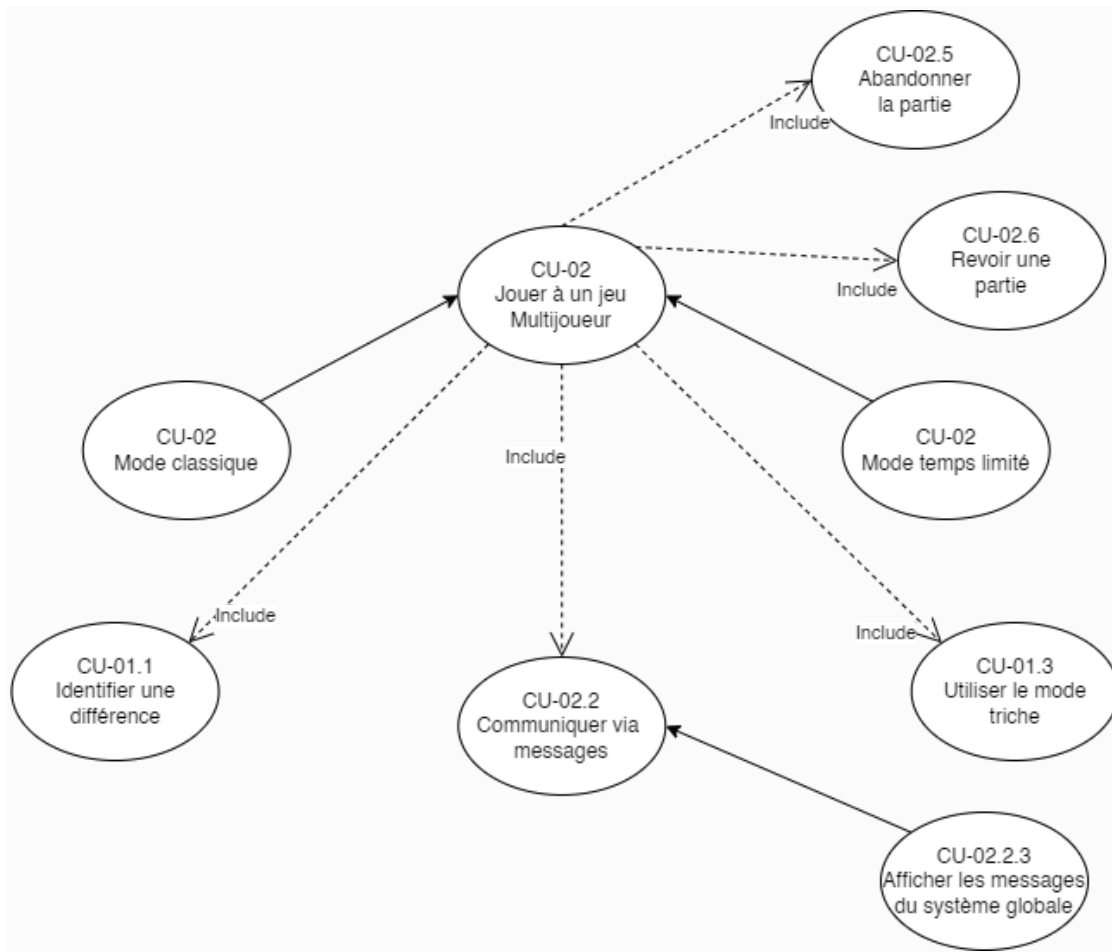 CU-02.5
Abandonner
la partie
Include
CU-02.6
Revoir une
partie
Include
CU-02
Jouer à un jeu
Multijoueur
CU-02
Mode classique
CU-02
Mode temps limité
Include
Include
Include
CU-01.1
Identifier une
différence
CU-02.2
Communiquer via
messages
CU-01.3
Utiliser le mode
triche
CU-02.2.3
Afficher les messages
du système globale